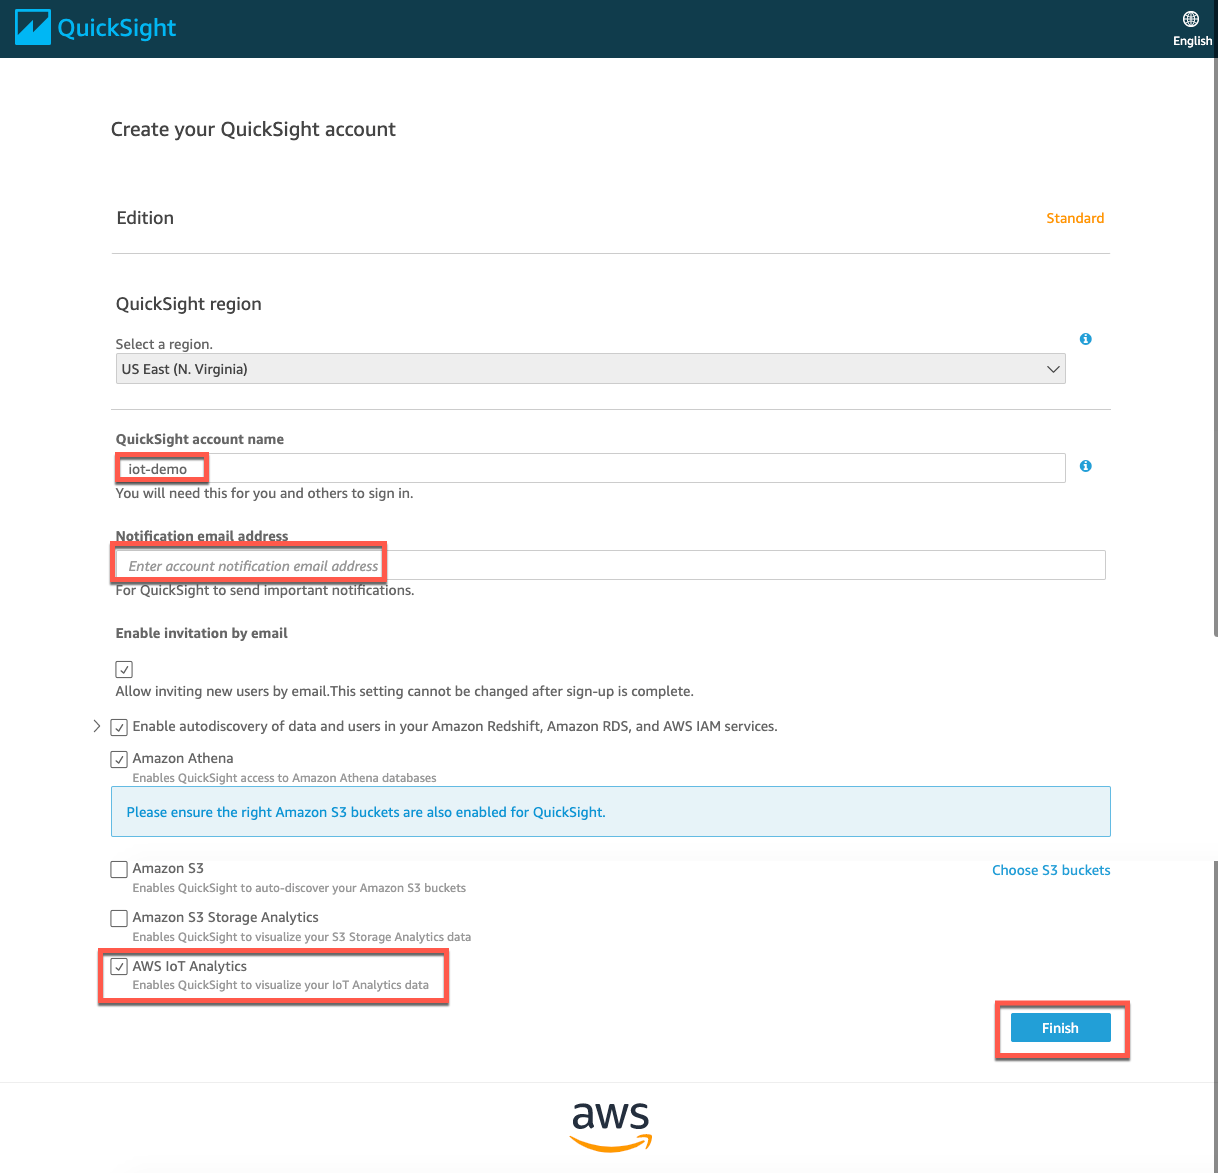 QuickSight
English
Create your QuickSight account
Edition
Standard
QuickSight region
Select a region.
US East (N. Virginia)
QuickSight account name
iot-demo
You will need this for you and others to sign in.
Notification email address
Enter account notification email address
For QuickSight to send important notifications.
Enable invitation by email
Allow inviting new users by email.This setting cannot be changed after sign-up is complete.
Enable autodiscovery of data and users in your Amazon Redshift, Amazon RDS, and AWS IAM services.
Amazon Athena
Enables QuickSight access to Amazon Athena databases
Please ensure the right Amazon S3 buckets are also enabled for QuickSight.
Amazon S3
Choose S3 buckets
Enables QuickSight to auto-discover your Amazon S3 buckets
Amazon S3 Storage Analytics
Enables QuickSight to visualize your S3 Storage Analytics data
AWS IoT Analytics
Enables QuickSight to visualize your IoT Analytics data
Finish
aws